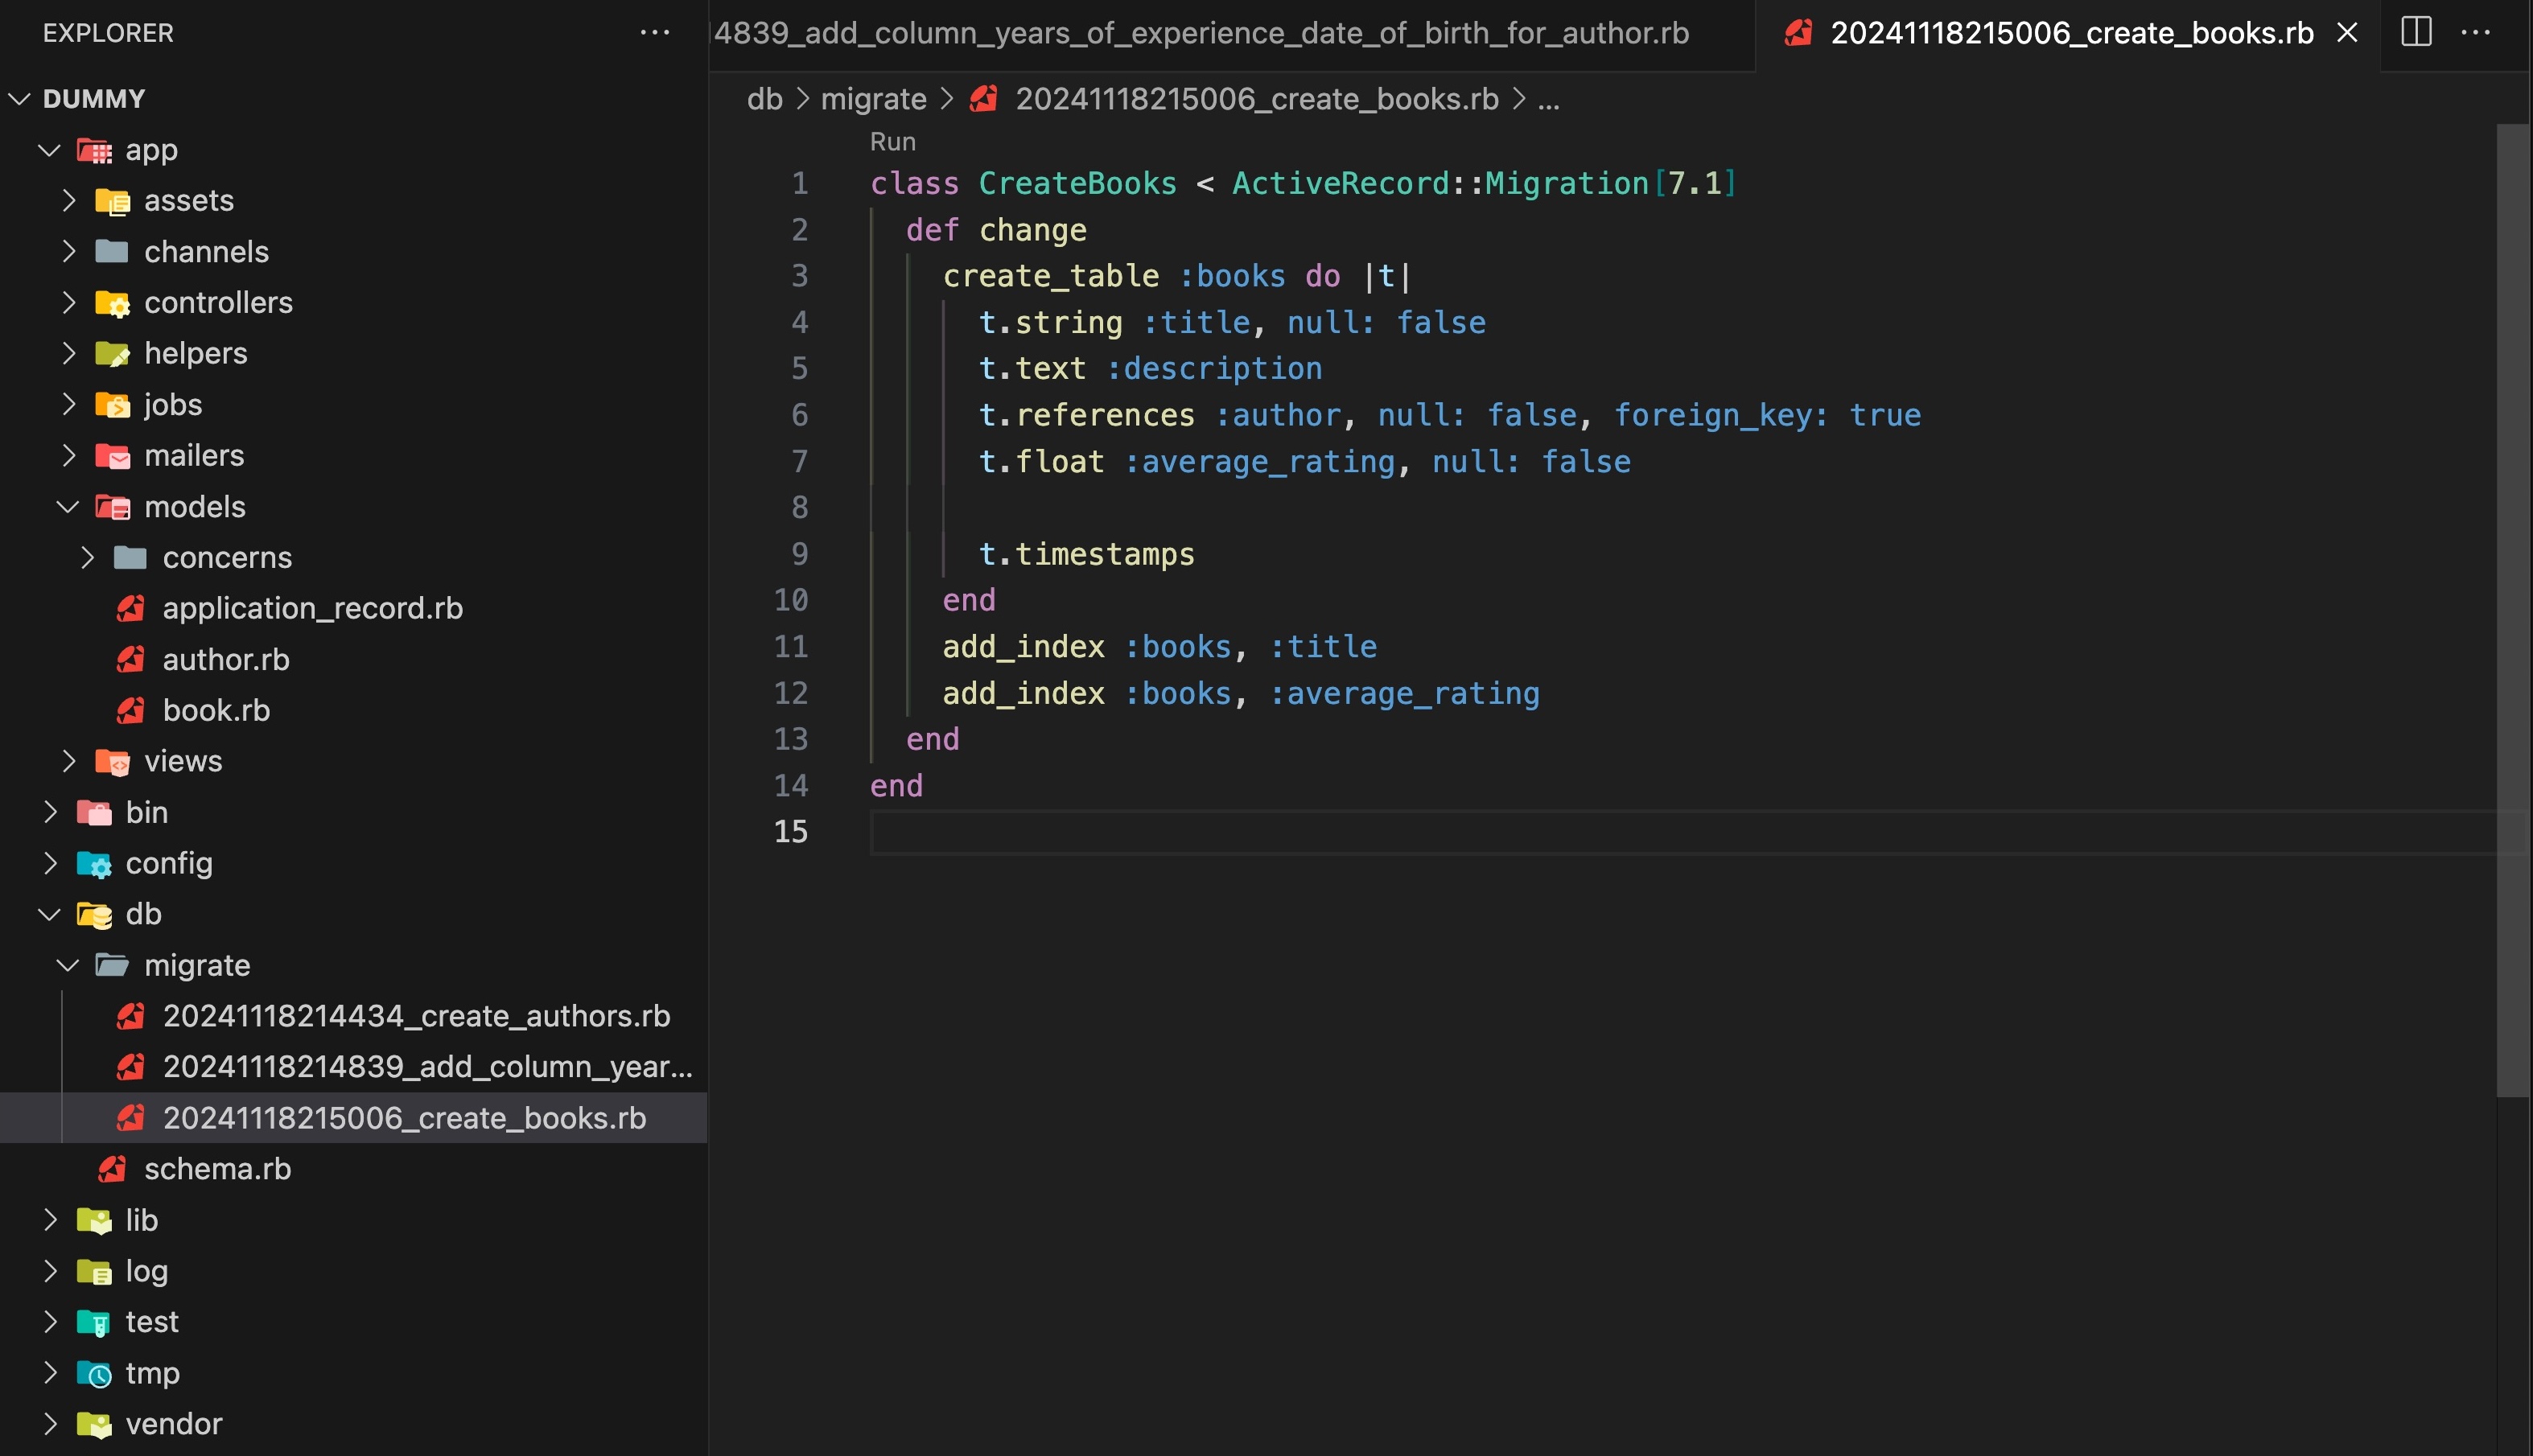 EXPLORER
DUMMY
app
assets
channels
controllers
helpers
jobs
mailers
models
concerns
application_record.rb
author.rb
book.rb
views
bin
config
db
migrate
20241118214434_create_authors.rb
20241118214839_add_column_year...
20241118215006_create_books.rb
schema.rb
lib
log
test
tmp
vendor
4839_add_column_years_of_experience_date_of_birth_for_author.rb
20241118215006_create_books.rb
db > migrate > 20241118215006_create_books.rb > ...
Run
1 class CreateBooks < ActiveRecord::Migration[7.1]
2 def change
3 create_table :books do |t|
4 t.string :title, null: false
5 t.text :description
6 t.references :author, null: false, foreign_key: true
7 t.float :average_rating, null: false
8
9 t.timestamps
10 end
11 add_index :books, :title
12 add_index :books, :average_rating
13 end
14 end
15